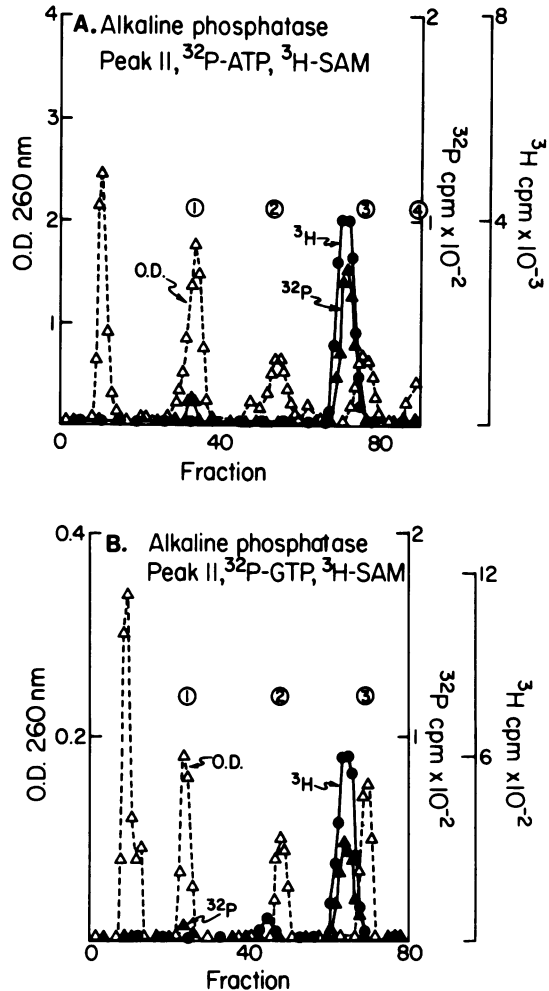 A. Alkaline phosphatase
Peak II, ³²P-ATP, ³H-SAM
4
3
2
1
O.D. 260 nm
2
1
³²P cpm x 10⁻²
8
4
³H cpm x 10⁻³
① ② ③ ④
O.D.
³H
³²P
0 40 80
Fraction
B. Alkaline phosphatase
Peak II, ³²P-GTP, ³H-SAM
0.4
0.2
O.D. 260 nm
2
1
³²P cpm x 10⁻²
12
6
³H cpm x 10⁻²
① ② ③
O.D.
³H
³²P
0 40 80
Fraction